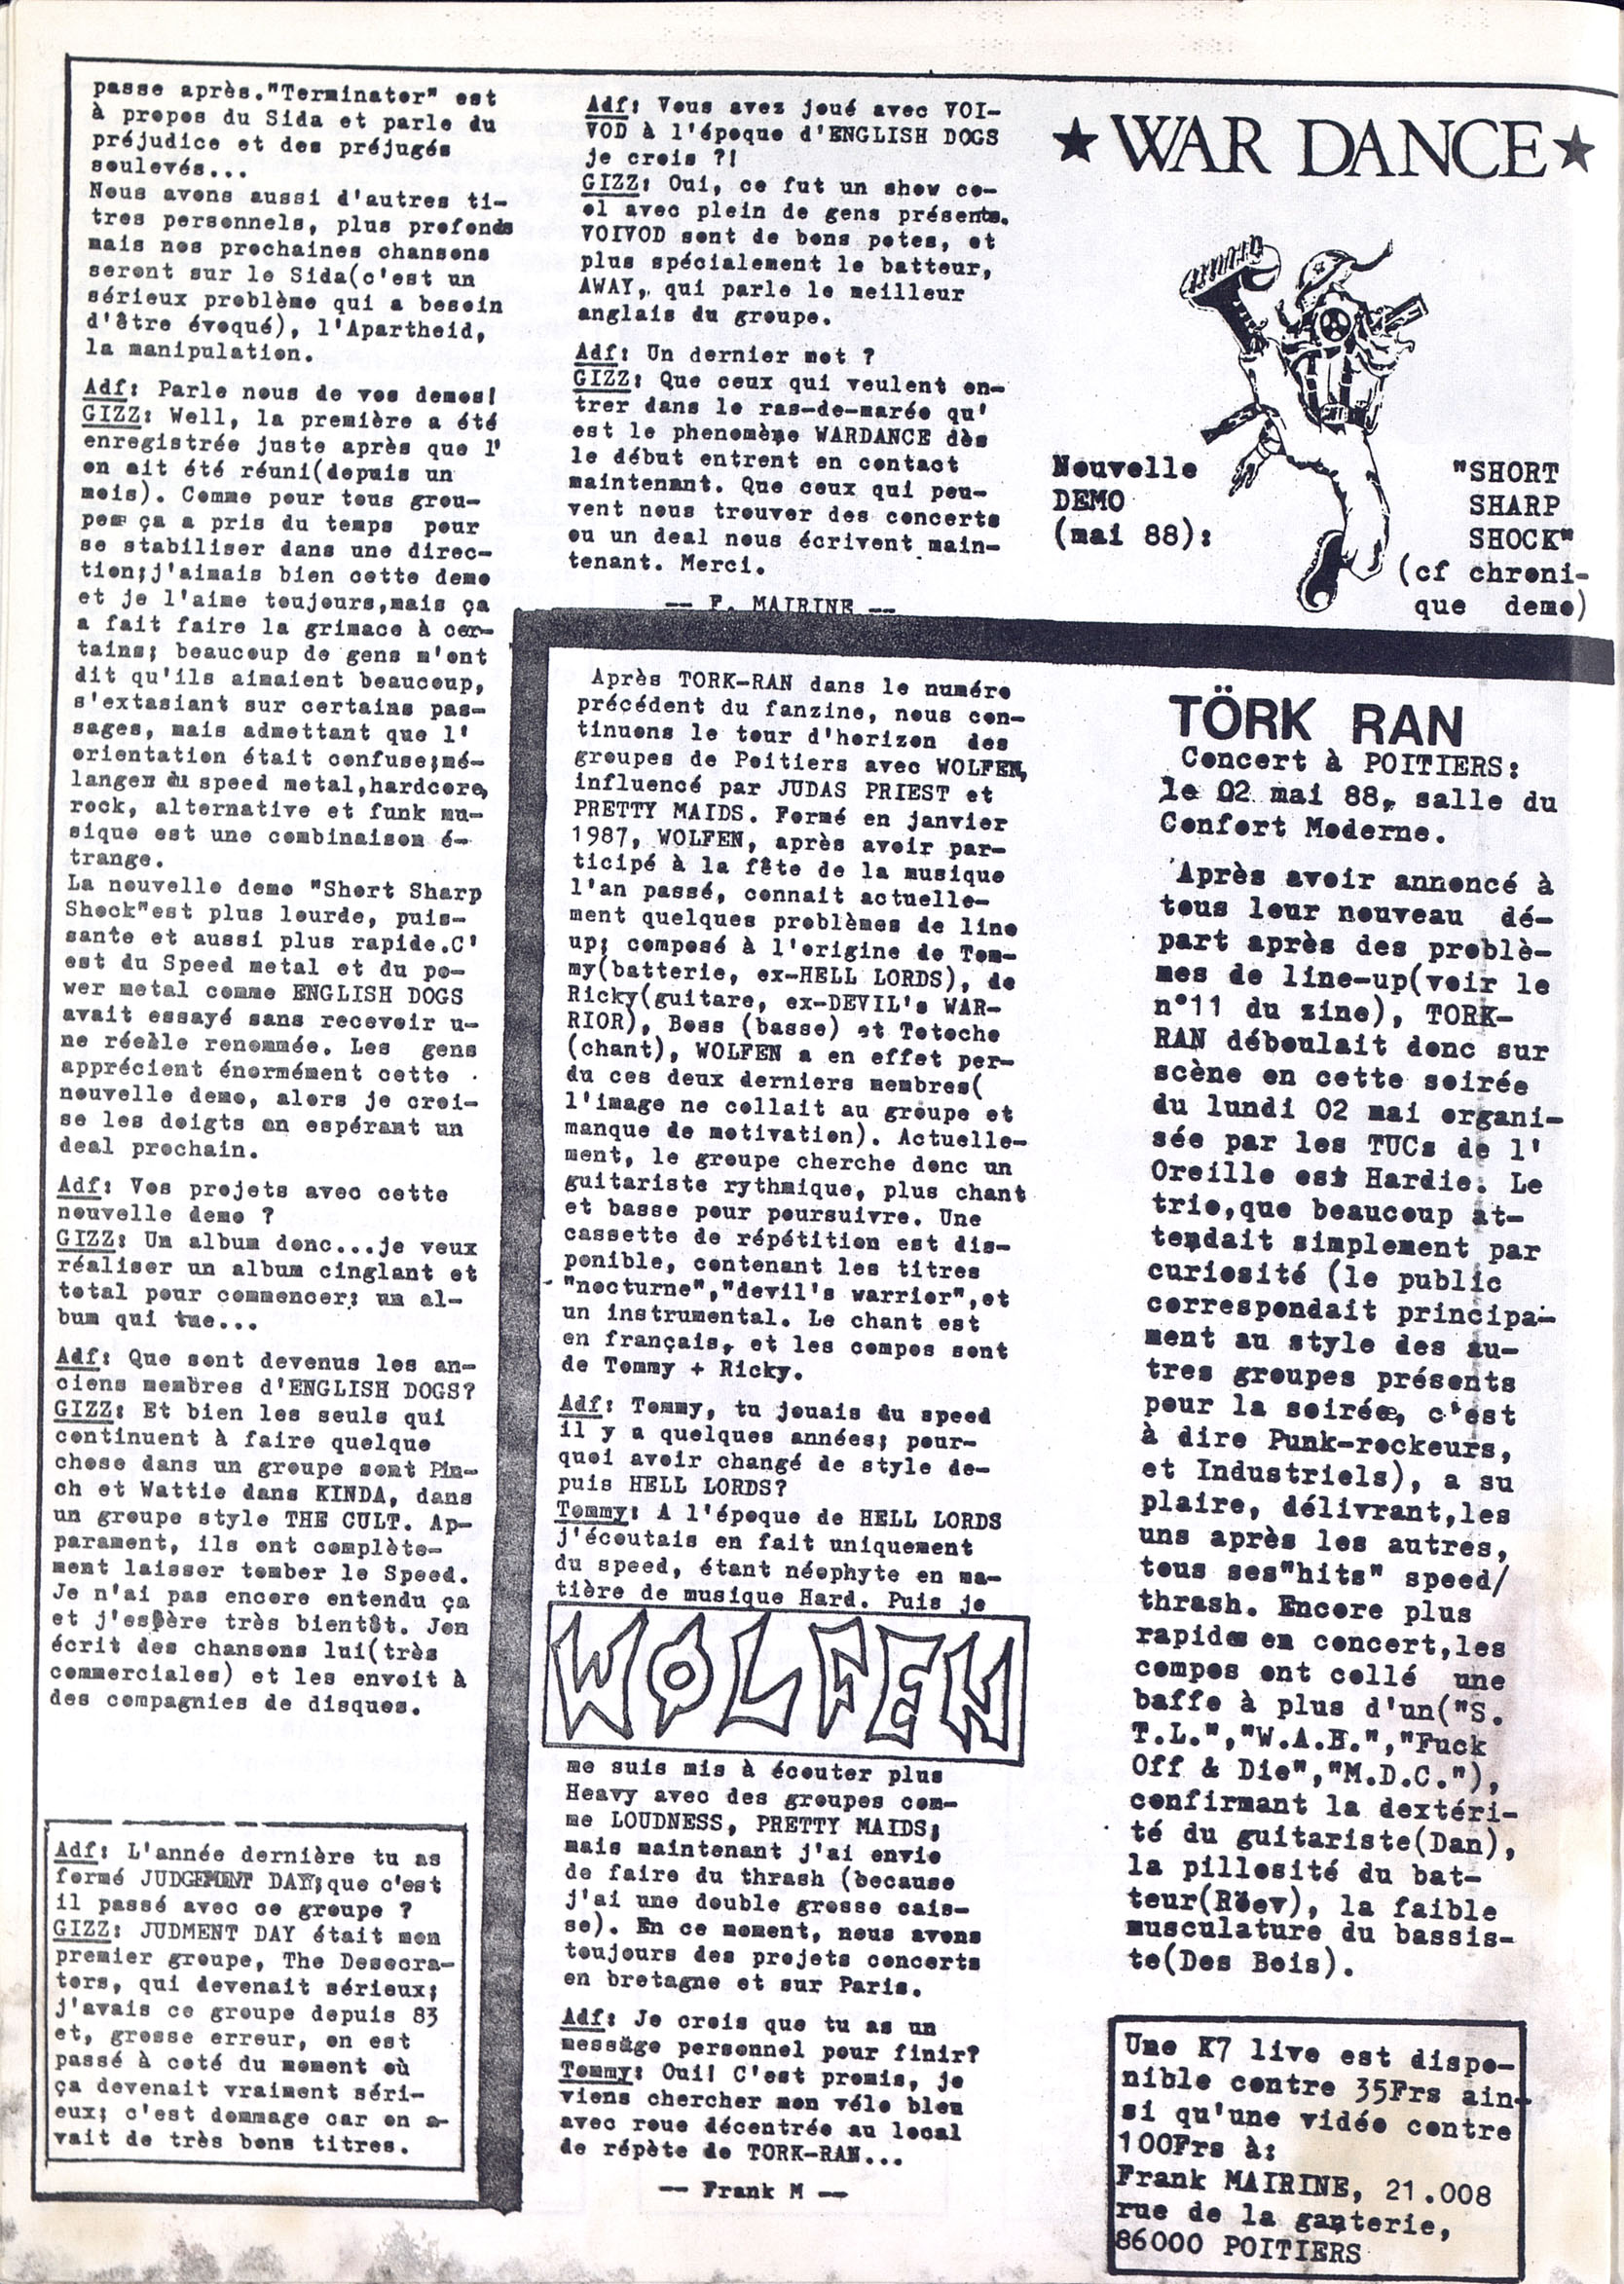 passe après."Terminator" est
à propos du Sida et parle du
préjudice et des préjugés
soulevés...
Nous avons aussi d'autres ti-
tres personnels, plus profonds
mais nos prochaines chansons
seront sur le Sida(c'est un
sérieux problème qui a besoin
d'être évoqué), l'Apartheid,
la manipulation.
Adf: Parle nous de vos demos!
GIZZ: Well, la première a été
enregistrée juste après que l'
on ait été réuni(depuis un
mois). Comme pour tous grou-
pes ça a pris du temps pour
se stabiliser dans une direc-
tion;j'aimais bien cette demo
et je l'aime toujours,mais ça
a fait faire la grimace à cer-
tains; beaucoup de gens m'ont
dit qu'ils aimaient beaucoup,
s'extasiant sur certains pas-
sages, mais admettant que l'
orientation était confuse;mé-
langez du speed metal,hardcore,
rock, alternative et funk mu-
sique est une combinaison é-
trange.
La nouvelle demo "Short Sharp
Shock"est plus lourde, puis-
sante et aussi plus rapide.C'
est du Speed metal et du po-
wer metal comme ENGLISH DOGS
avait essayé sans recevoir u-
ne réelle renommée. Les gens
apprécient énormément cette
nouvelle demo, alors je croi-
se les doigts en espérant un
deal prochain.
Adf: Vos projets avec cette
nouvelle demo ?
GIZZ: Un album donc...je veux
réaliser un album cinglant et
total pour commencer; un al-
bum qui tue...
Adf: Que sont devenus les an-
ciens membres d'ENGLISH DOGS?
GIZZ: Et bien les seuls qui
continuent à faire quelque
chose dans un groupe sont Pin-
ch et Wattie dans KINDA, dans
un groupe style THE CULT. Ap-
parament, ils ont complète-
ment laisser tomber le Speed.
Je n'ai pas encore entendu ça
et j'espère très bientôt. Jon
écrit des chansons lui(très
commerciales) et les envoit à
des compagnies de disques.
Adf: L'année dernière tu as
formé JUDGEMENT DAY;que c'est
il passé avec ce groupe ?
GIZZ: JUDMENT DAY était mon
premier groupe, The Desecra-
tors, qui devenait sérieux;
j'avais ce groupe depuis 83
et, grosse erreur, on est
passé à coté du moment où
ça devenait vraiment séri-
eux; c'est dommage car on a-
vait de très bons titres.
Adf: Vous avez joué avec VOI-
VOD à l'époque d'ENGLISH DOGS
je crois ?!
GIZZ: Oui, ce fut un show co-
ol avec plein de gens présents.
VOIVOD sont de bons potes, et
plus spécialement le batteur,
AWAY, qui parle le meilleur
anglais du groupe.
Adf: Un dernier mot ?
GIZZ: Que ceux qui veulent en-
trer dans le ras-de-marée qu'
est le phenomène WARDANCE dès
le début entrent en contact
maintenant. Que ceux qui peu-
vent nous trouver des concerts
ou un deal nous écrivent main-
tenant. Merci.
-- F. MAIRINE --
★ WAR DANCE ★
Nouvelle
DEMO
(mai 88):
"SHORT
SHARP
SHOCK"
(cf chroni-
que demo)
Après TORK-RAN dans le numéro
précédent du fanzine, nous con-
tinuons le tour d'horizon des
groupes de Poitiers avec WOLFEN,
influencé par JUDAS PRIEST et
PRETTY MAIDS. Formé en janvier
1987, WOLFEN, après avoir par-
ticipé à la fête de la musique
l'an passé, connait actuelle-
ment quelques problèmes de line
up; composé à l'origine de Tom-
my(batterie, ex-HELL LORDS), de
Ricky(guitare, ex-DEVIL's WAR-
RIOR), Boss (basse) et Totoche
(chant), WOLFEN a en effet per-
du ces deux derniers membres(
l'image ne collait au groupe et
manque de motivation). Actuelle-
ment, le groupe cherche donc un
guitariste rythmique, plus chant
et basse pour poursuivre. Une
cassette de répétition est dis-
ponible, contenant les titres
"nocturne","devil's warrior",et
un instrumental. Le chant est
en français, et les compos sont
de Tommy + Ricky.
Adf: Tommy, tu jouais du speed
il y a quelques années; pour-
quoi avoir changé de style de-
puis HELL LORDS?
Tommy: A l'époque de HELL LORDS
j'écoutais en fait uniquement
du speed, étant néophyte en ma-
tière de musique Hard. Puis je
WOLFEN
me suis mis à écouter plus
Heavy avec des groupes com-
me LOUDNESS, PRETTY MAIDS;
mais maintenant j'ai envie
de faire du thrash (because
j'ai une double grosse cais-
se). En ce moment, nous avons
toujours des projets concerts
en bretagne et sur Paris.
Adf: Je crois que tu as un
message personnel pour finir?
Tommy: Oui! C'est promis, je
viens chercher mon vélo bleu
avec roue décentrée au local
de répète de TORK-RAN...
-- Frank M --
TÖRK RAN
Concert à POITIERS:
le 02 mai 88, salle du
Confort Moderne.
Après avoir annoncé à
tous leur nouveau dé-
part après des problè-
mes de line-up(voir le
n°11 du zine), TORK-
RAN déboulait donc sur
scène en cette soirée
du lundi 02 mai organi-
sée par les TUCs de l'
Oreille est Hardie. Le
trio,que beaucoup at-
tendait simplement par
curiosité (le public
correspondait principa-
ment au style des au-
tres groupes présents
pour la soirée, c'est
à dire Punk-rockeurs,
et Industriels), a su
plaire, délivrant,les
uns après les autres,
tous ses"hits" speed/
thrash. Encore plus
rapides en concert,les
compos ont collé une
baffe à plus d'un("S.
T.L.","W.A.B.","Fuck
Off & Die","M.D.C."),
confirmant la dextéri-
té du guitariste(Dan),
la pillosité du bat-
teur(Röev), la faible
musculature du bassis-
te(Des Bois).
Une K7 live est dispo-
nible contre 35Frs ain-
si qu'une vidéo contre
100Frs à:
Frank MAIRINE, 21.008
rue de la ganterie,
86000 POITIERS